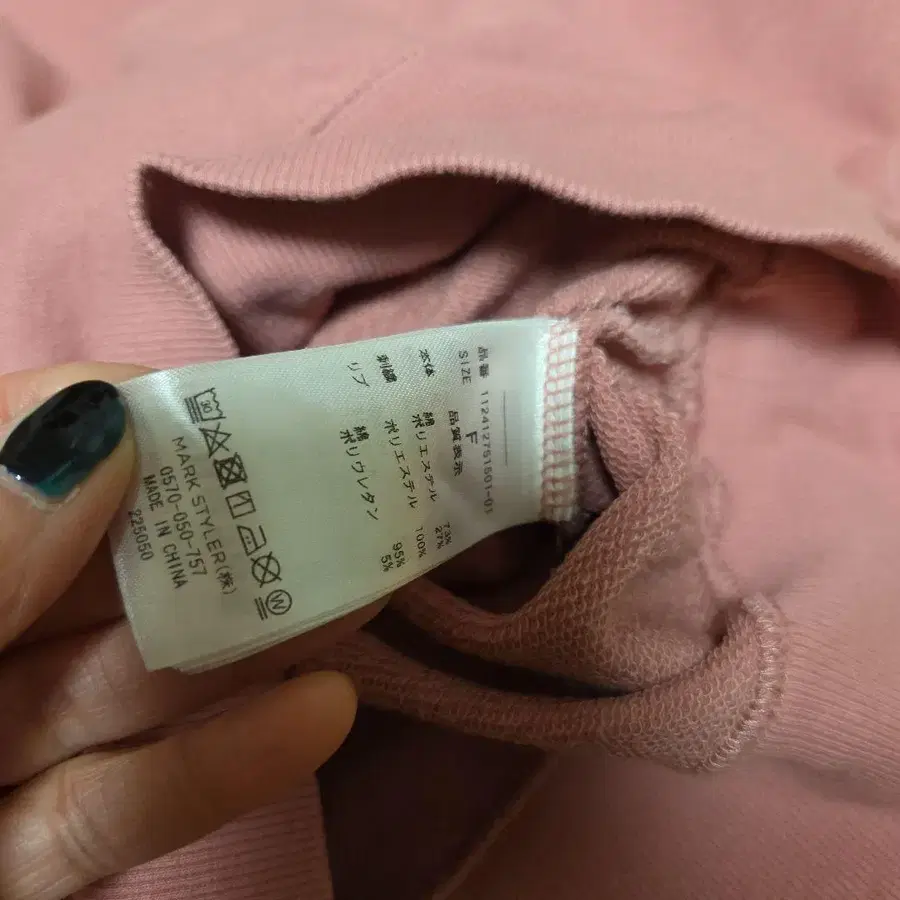 品番 112412751501-01
SIZE F
品質表示
本体 綿 73%
ポリエステル 27%
刺繍 ポリエステル 100%
リブ 綿 95%
ポリウレタン 5%
30
W
MARK STYLER(株)
0570-050-757
MADE IN CHINA
225050